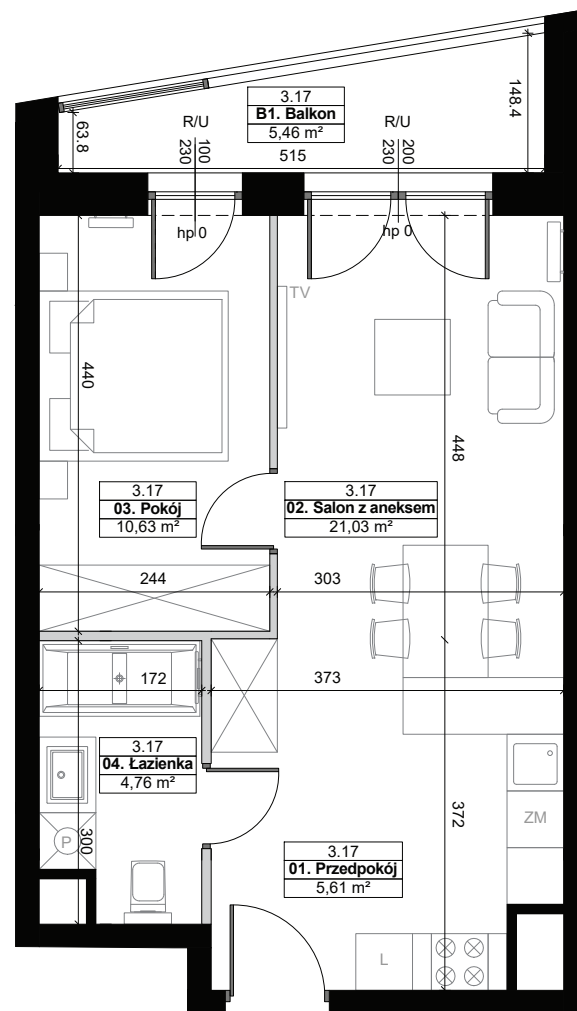 3.17
B1. Balkon
5,46 m²
148.4
63.8
R/U
100
230
515
R/U
200
230
hp 0
hp 0
TV
440
448
3.17
03. Pokój
10,63 m²
3.17
02. Salon z aneksem
21,03 m²
244
303
172
373
3.17
04. Łazienka
4,76 m²
ZM
372
P
300
3.17
01. Przedpokój
5,61 m²
L